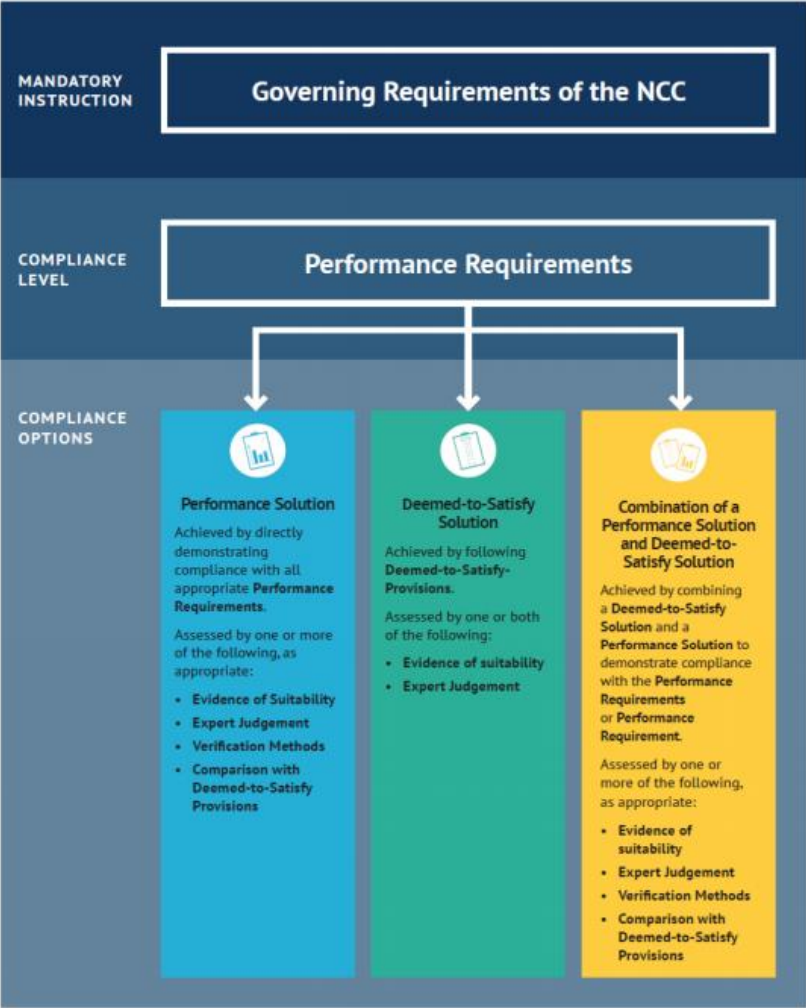 MANDATORY
INSTRUCTION
Governing Requirements of the NCC
COMPLIANCE
LEVEL
Performance Requirements
COMPLIANCE
OPTIONS
Performance Solution
Achieved by directly
demonstrating
compliance with all
appropriate Performance
Requirements.
Assessed by one or more
of the following, as
appropriate:
• Evidence of Suitability
• Expert Judgement
• Verification Methods
• Comparison with
Deemed-to-Satisfy
Provisions
Deemed-to-Satisfy
Solution
Achieved by following
Deemed-to-Satisfy-
Provisions.
Assessed by one or both
of the following:
• Evidence of suitability
• Expert Judgement
Combination of a
Performance Solution
and Deemed-to-
Satisfy Solution
Achieved by combining
a Deemed-to-Satisfy
Solution and a
Performance Solution to
demonstrate compliance
with the Performance
Requirements
or Performance
Requirement.
Assessed by one or
more of the following,
as appropriate:
• Evidence of
suitability
• Expert Judgement
• Verification Methods
• Comparison with
Deemed-to-Satisfy
Provisions